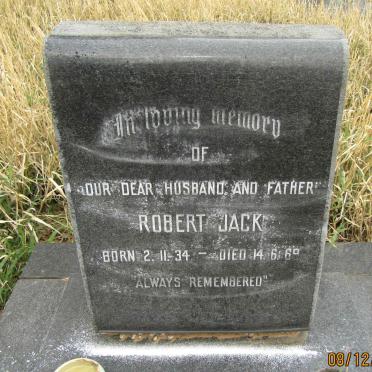 In loving memory
OF
"OUR DEAR HUSBAND AND FATHER"
ROBERT JACK
BORN 2.11.34 – DIED 14.6.69
"ALWAYS REMEMBERED"
08/12